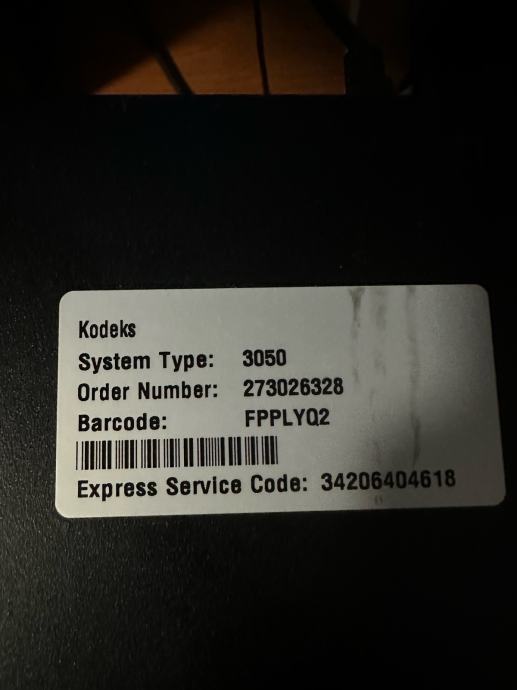 Kodeks
System Type: 3050
Order Number: 273026328
Barcode: FPPLYQ2
Express Service Code: 34206404618